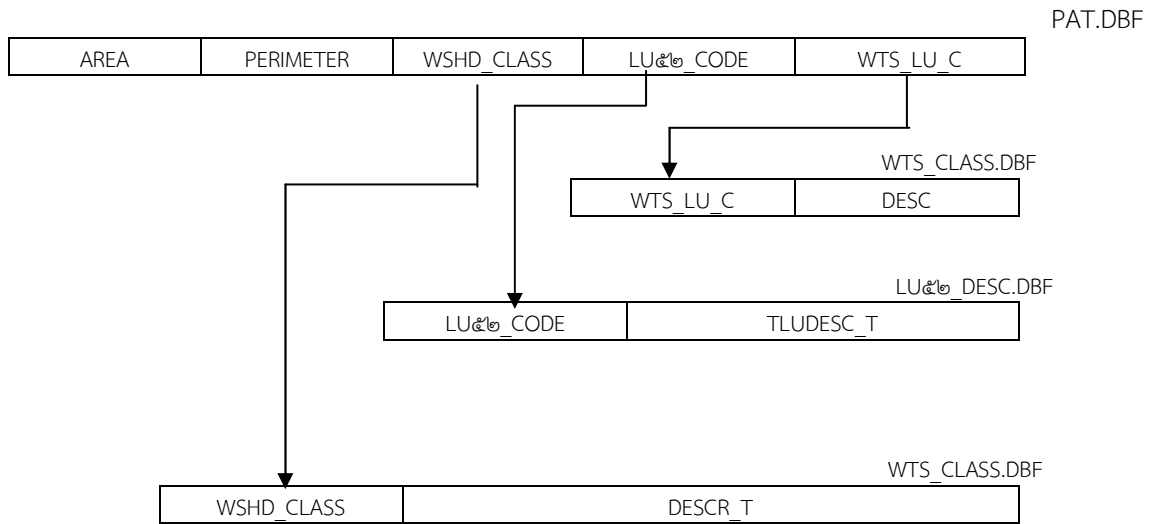 PAT.DBF
AREA PERIMETER WSHD_CLASS LU๕๒_CODE WTS_LU_C
WTS_CLASS.DBF
WTS_LU_C DESC
LU๕๒_DESC.DBF
LU๕๒_CODE TLUDESC_T
WTS_CLASS.DBF
WSHD_CLASS DESCR_T